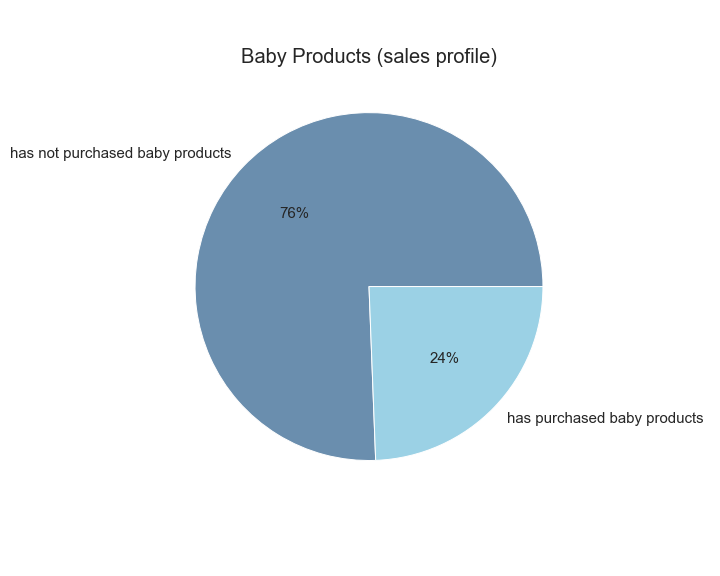 Baby Products (sales profile)
has not purchased baby products
76%
24%
has purchased baby products